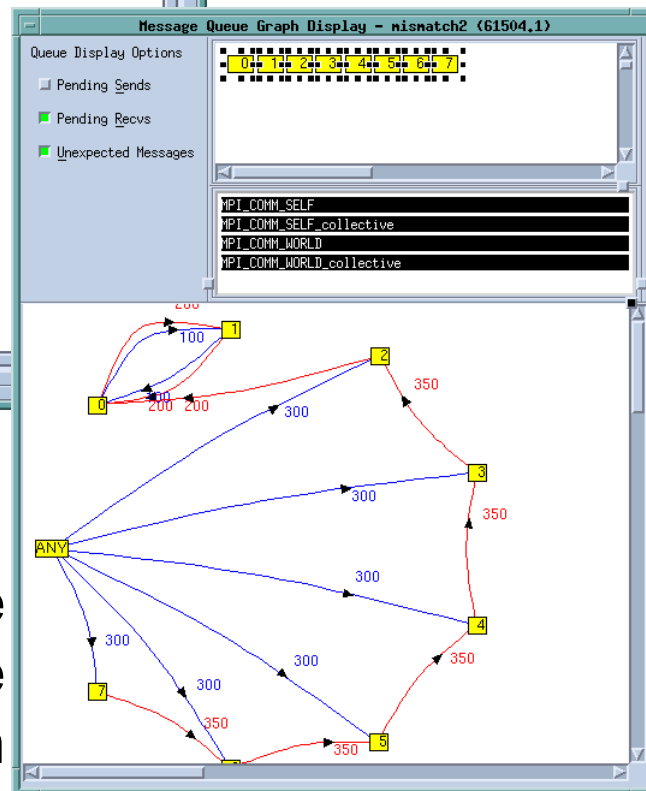 Message Queue Graph Display - mismatch2 (61504.1)
Queue Display Options
Pending Sends
Pending Recvs
Unexpected Messages
0 1 2 3 4 5 6 7
MPI_COMM_SELF
MPI_COMM_SELF_collective
MPI_COMM_WORLD
MPI_COMM_WORLD_collective
200
1
100
2
350
0
200 200
300
3
300
350
ANY
300
4
e
300
350
300
e
300
7
350
5
n
350